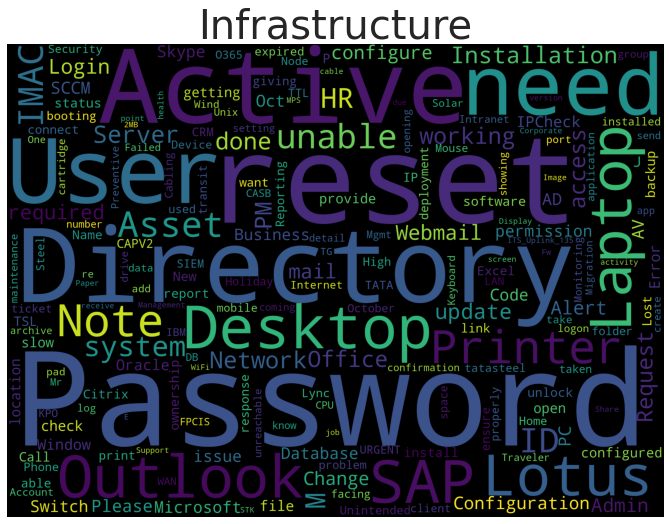 Infrastructure
Security
Skype
O365
expired
Node
P
configure
Installation
group
Login
IMAC
Active
need
SCCM
status
booting
getting
giving
ITIL
Wind
Unix
Oct
HR
MPS
Solar
Intranet
Corporate
installed
send
connect
Server
done
unable
working
IPCheck
port
access
One
Failed
Device
CRM
setting
Mouse
opening
showing
Image
application
backup
User
reset
Laptop
cartridge
Preventive
Cabling
transit
want
CASB
IP
deployment
software
AD
AV
required
used
Reporting
provide
number
Asset
PM
Webmail
permission
Name
CAPV2
Business
detail
Mgmt
Display
ITS_Uplink_135
app
maintenance
Steel
drive
SIEM
mail
TG
High
Excel
LAN
Fw
activity
Monitoring
Migration
Error
re
Paper
data
New
Holiday
Internet
Keyboard
screen
Code
Alert
Lost
create
Directory
add
TATA
ticket
receive
Management
mobile
coming
October
link
logon
take
folder
archive
Note
Desktop
update
TSL
IBM
report
system
slow
DB
Network
Office
Printer
Request
location
Oracle
WiFi
confirmation
tatasteel
taken
pad
Mr
Citrix
ownership
response
Lync
CPU
unlock
KPO
log
FPCIS
unreachable
know
job
space
ensure
properly
Home
open
PC
Share
check
Password
Window
issue
Database
URGENT
install
ID
Traveler
configured
Call
Phone
print
Support
WAN
problem
able
Account
Outlook
Change
facing
SAP
Lotus
Switch
Please
Microsoft
STK
file
M
Unintended
client
Configuration
Admin